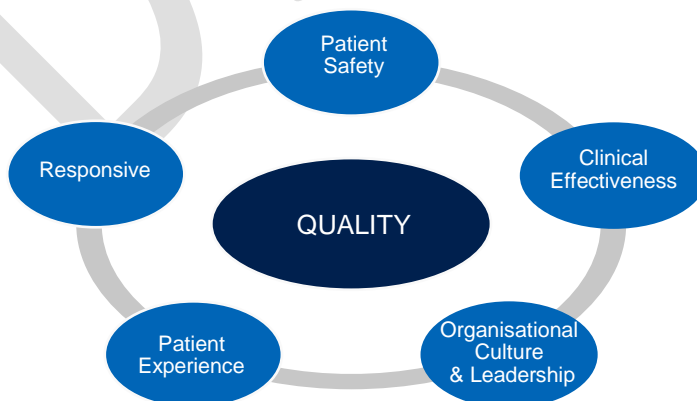 Patient
Safety
Responsive
Clinical
Effectiveness
QUALITY
Patient
Experience
Organisational
Culture
& Leadership